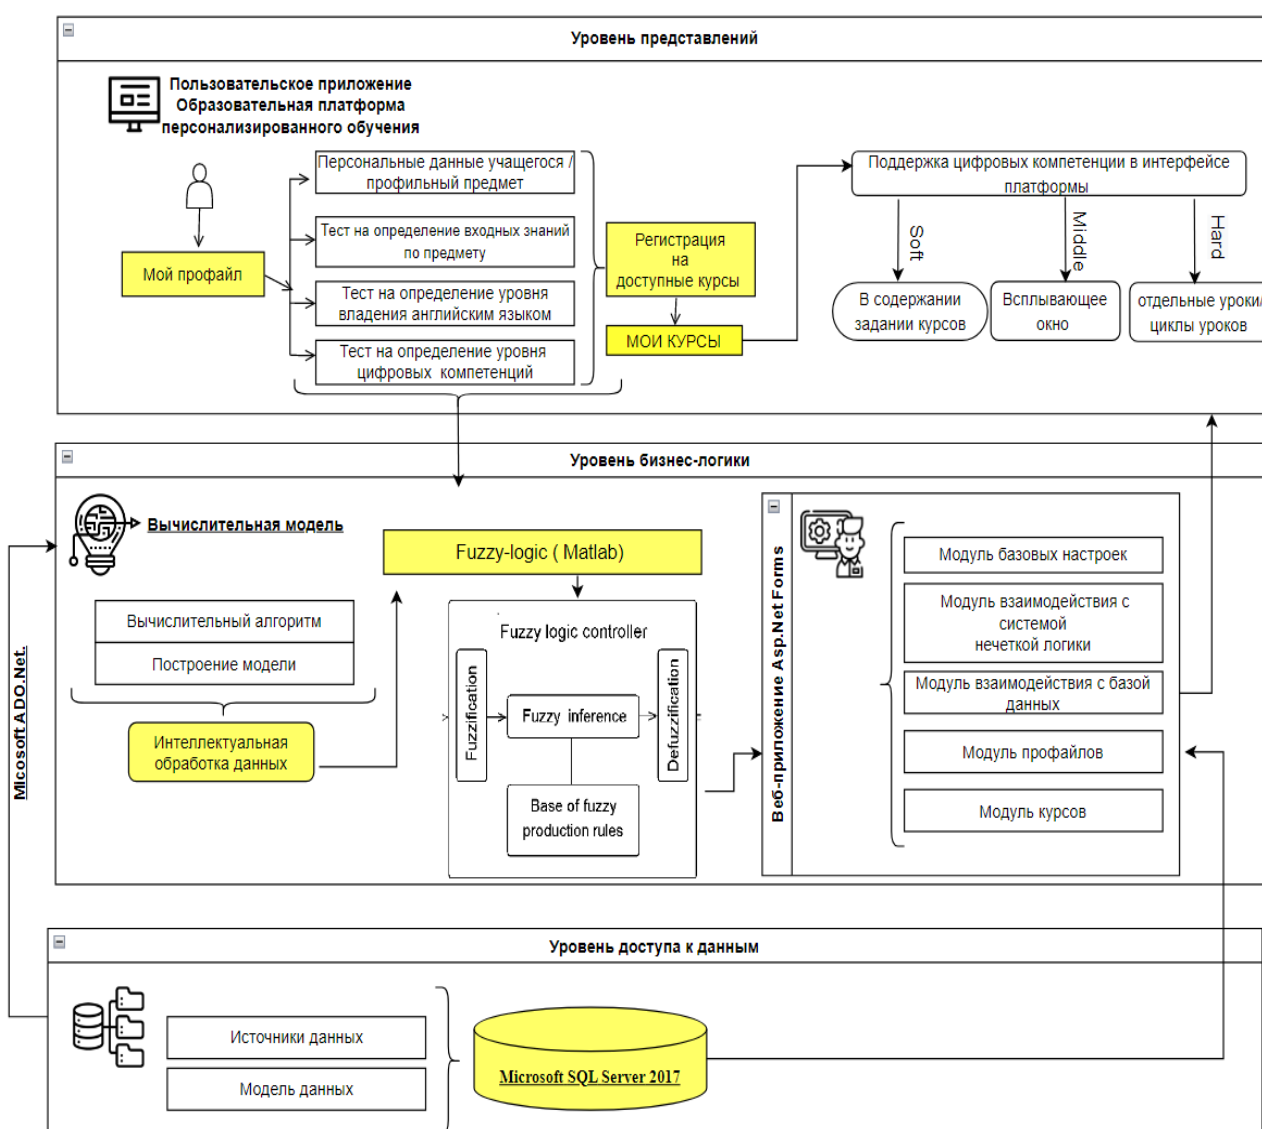 Уровень представлений
Пользовательское приложение
Образовательная платформа
персонализированного обучения
Персональные данные учащегося /
профильный предмет
Тест на определение входных знаний
по предмету
Тест на определение уровня
владения английским языком
Тест на определение уровня
цифровых компетенций
Мой профайл
Регистрация
на
доступные курсы
МОИ КУРСЫ
Поддержка цифровых компетенции в интерфейсе
платформы
Soft
Middle
Hard
В содержании
задании курсов
Всплывающее
окно
отдельные уроки/
циклы уроков
Уровень бизнес-логики
Вычислительная модель
Вычислительный алгоритм
Построение модели
Интеллектуальная
обработка данных
Fuzzy-logic ( Matlab)
Fuzzy logic controller
Fuzzification
Fuzzy inference
Defuzzification
Base of fuzzy
production rules
Веб-приложение Asp.Net Forms
Модуль базовых настроек
Модуль взаимодействия с
системой
нечеткой логики
Модуль взаимодействия с базой
данных
Модуль профайлов
Модуль курсов
Micosoft ADO.Net.
Уровень доступа к данным
Источники данных
Модель данных
Microsoft SQL Server 2017